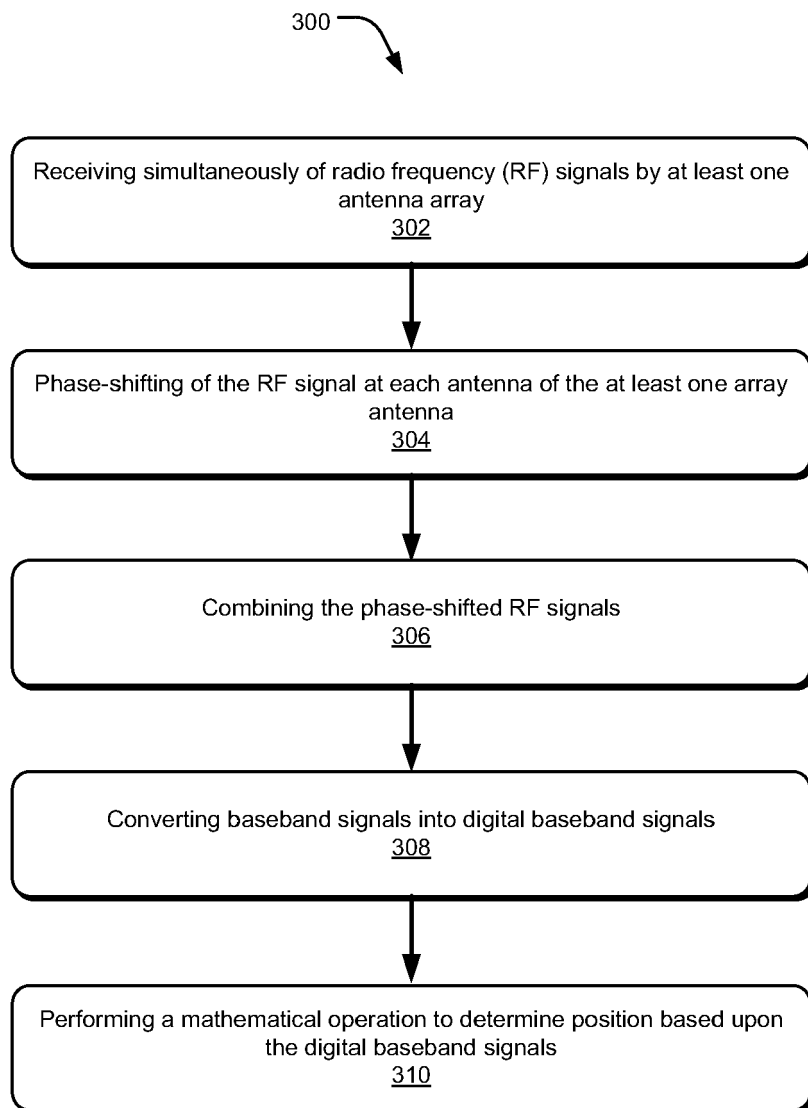 300
Receiving simultaneously of radio frequency (RF) signals by at least one
antenna array
302
Phase-shifting of the RF signal at each antenna of the at least one array
antenna
304
Combining the phase-shifted RF signals
306
Converting baseband signals into digital baseband signals
308
Performing a mathematical operation to determine position based upon
the digital baseband signals
310